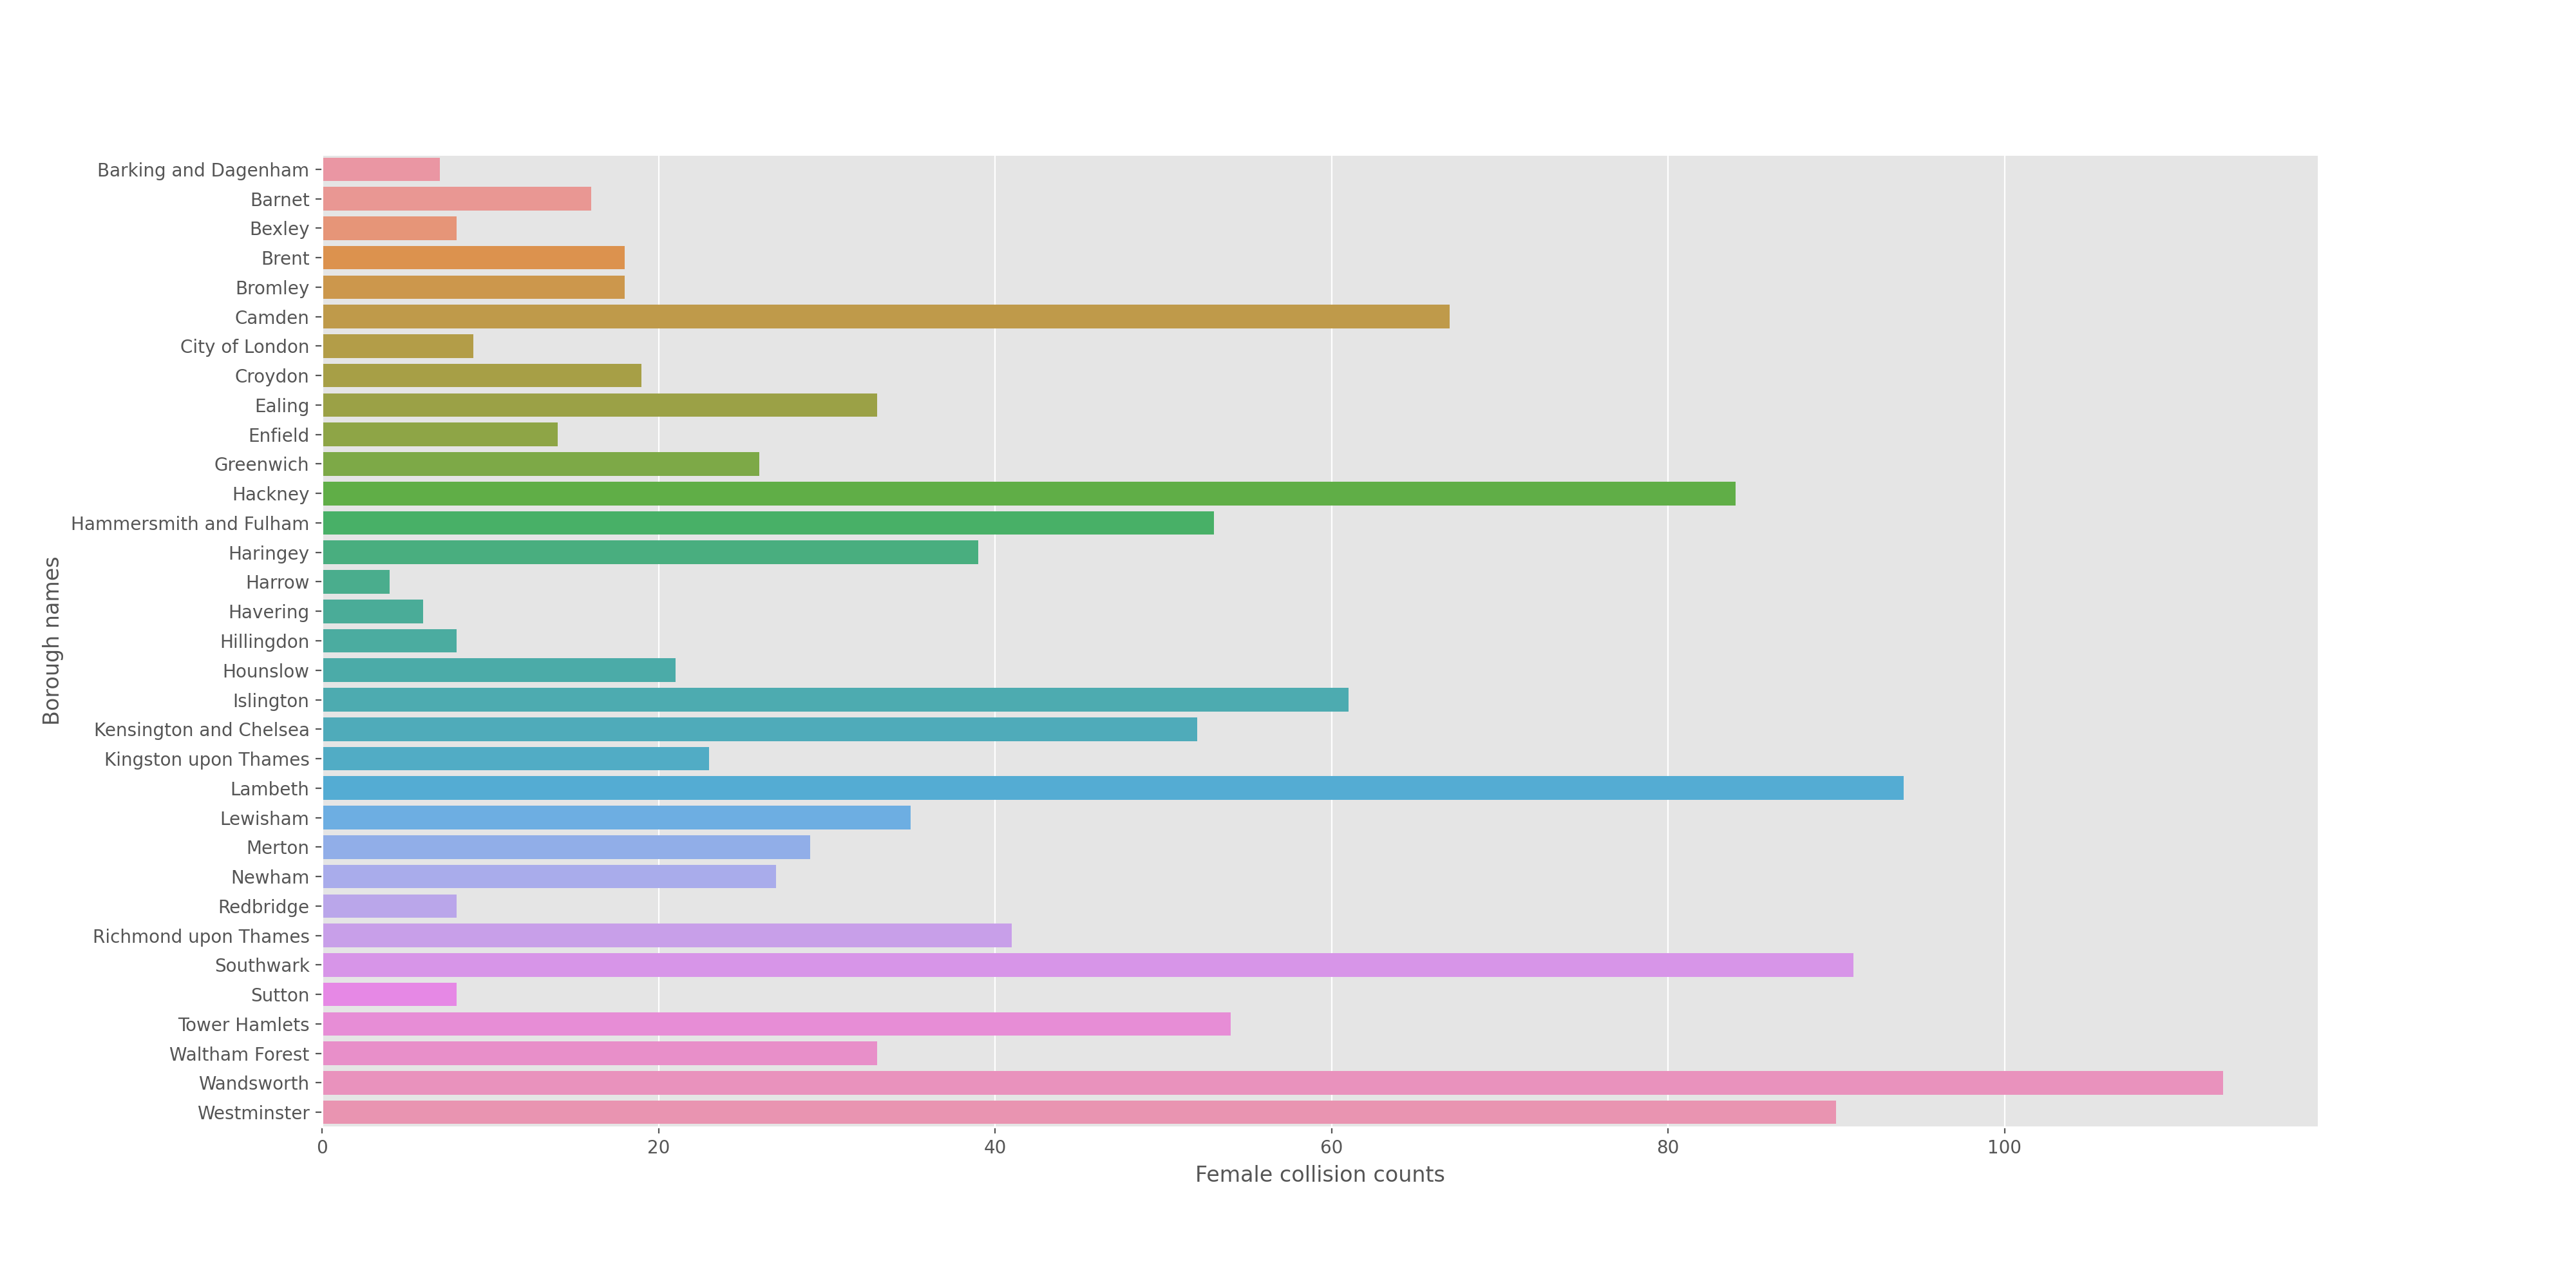 Barking and Dagenham
Barnet
Bexley
Brent
Bromley
Camden
City of London
Croydon
Ealing
Enfield
Greenwich
Hackney
Hammersmith and Fulham
Haringey
Harrow
Havering
Hillingdon
Hounslow
Islington
Kensington and Chelsea
Kingston upon Thames
Lambeth
Lewisham
Merton
Newham
Redbridge
Richmond upon Thames
Southwark
Sutton
Tower Hamlets
Waltham Forest
Wandsworth
Westminster
Borough names
0 20 40 60 80 100
Female collision counts